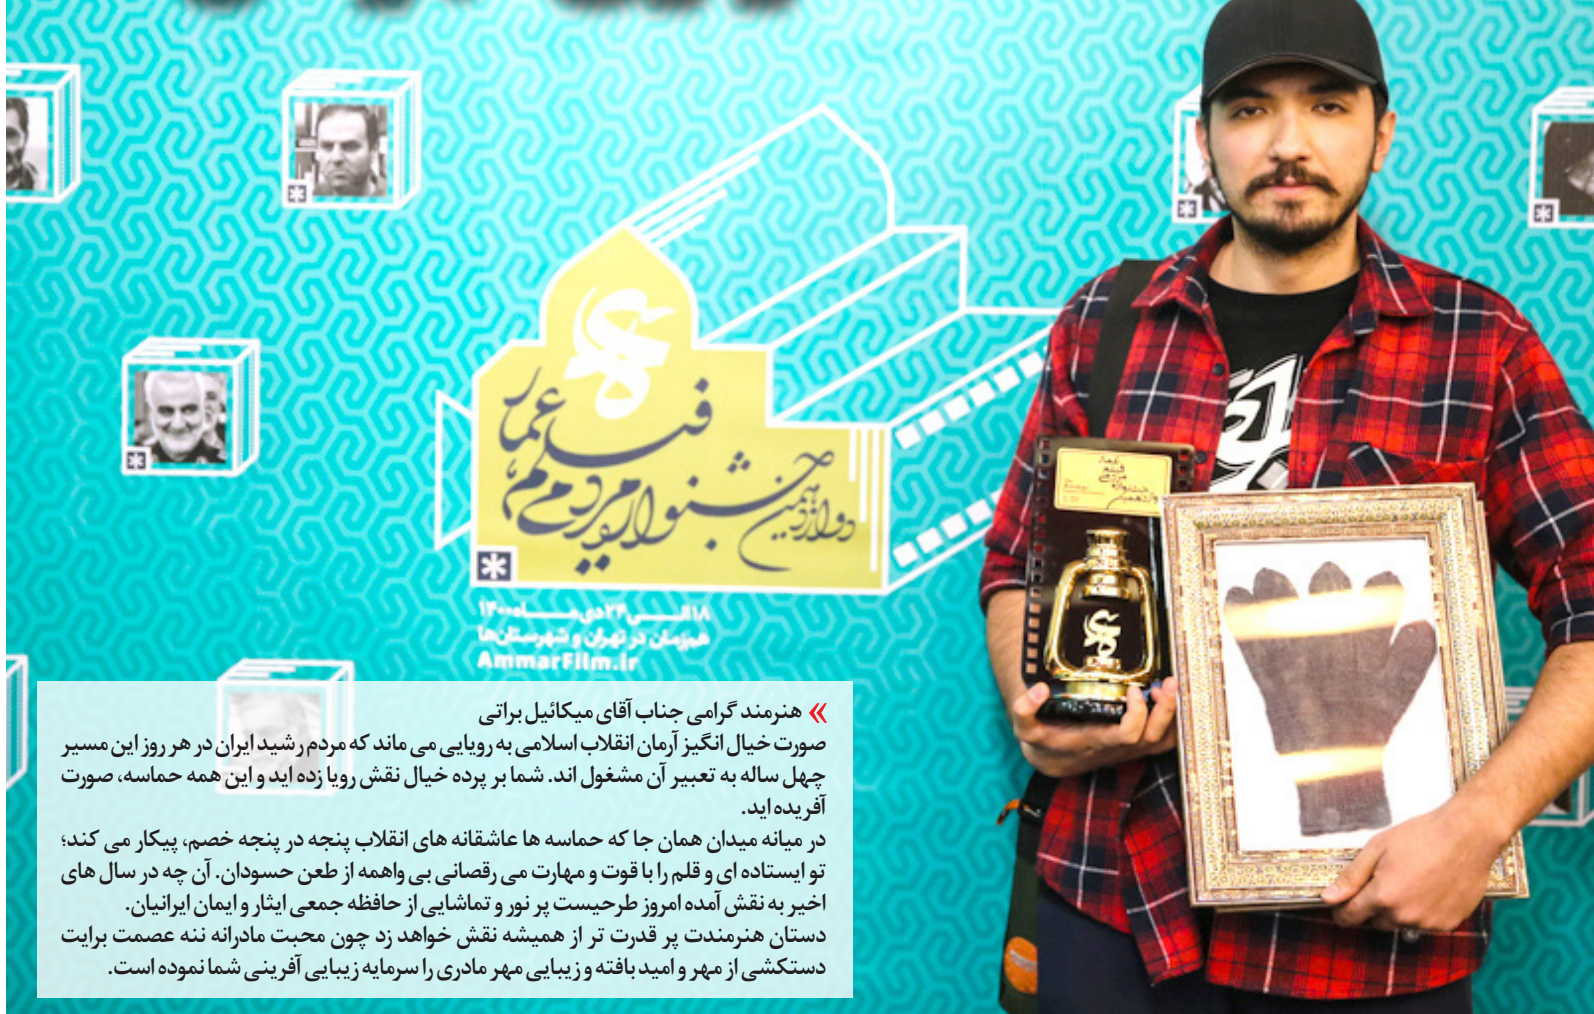 دوازدهمین
جشنواره مردمی
فیلم
عمار
۱۸ الی ۲۴ دی ماه ۱۴۰۰
همزمان در تهران و شهرستان‌ها
AmmarFilm.ir
عمار
فیلم
» هنرمند گرامی جناب آقای میکائیل براتی
صورت خیال انگیز آرمان انقلاب اسلامی به رویایی می ماند که مردم رشید ایران در هر روز این مسیر
چهل ساله به تعبیر آن مشغول اند. شما بر پرده خیال نقش رویا زده اید و این همه حماسه، صورت
آفریده اید.
در میانه میدان همان جا که حماسه ها عاشقانه های انقلاب پنجه در پنجه خصم، پیکار می کند؛
تو ایستاده ای و قلم را با قوت و مهارت می رقصانی بی واهمه از طعن حسودان. آن چه در سال های
اخیر به نقش آمده امروز طرحیست پر نور و تماشایی از حافظه جمعی ایثار و ایمان ایرانیان.
دستان هنرمندت پر قدرت تر از همیشه نقش خواهد زد چون محبت مادرانه ننه عصمت برایت
دستکشی از مهر و امید بافته و زیبایی مهر مادری را سرمایه زیبایی آفرینی شما نموده است.